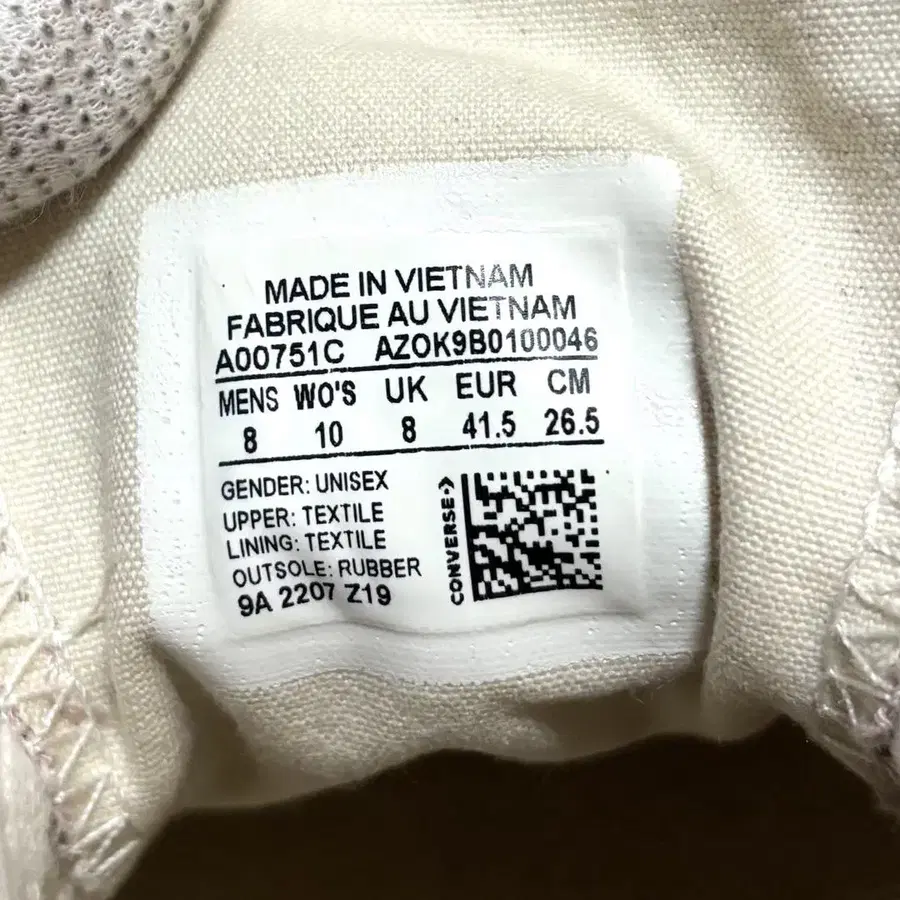 MADE IN VIETNAM
FABRIQUE AU VIETNAM
A00751C AZOK9B0100046
MENS WO'S UK EUR CM
8 10 8 41.5 26.5
GENDER: UNISEX
UPPER: TEXTILE
LINING: TEXTILE
OUTSOLE: RUBBER
9A 2207 Z19
CONVERSE